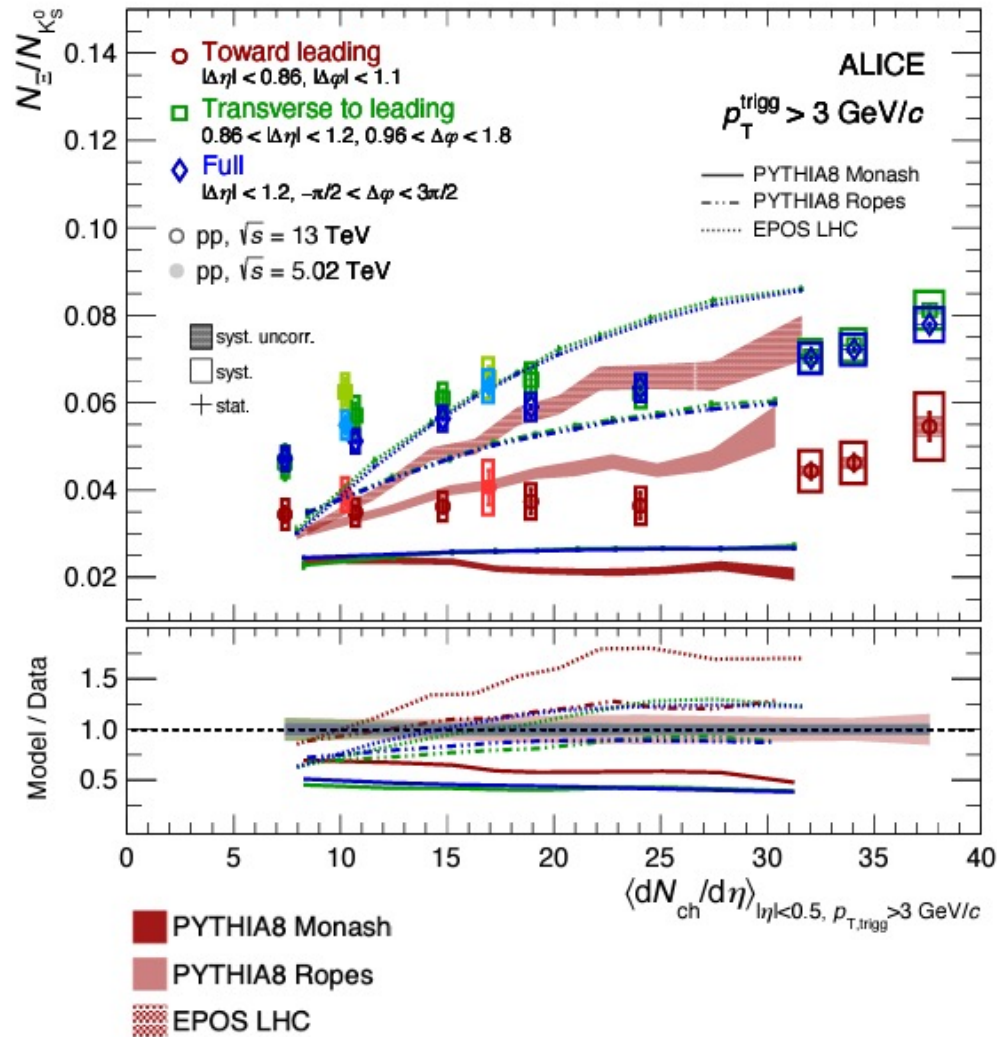 N_Ξ/N_{K^0_S}
0.14
0.12
0.10
0.08
0.06
0.04
0.02
Toward leading
|Δη| < 0.86, |Δφ| < 1.1
Transverse to leading
0.86 < |Δη| < 1.2, 0.96 < Δφ < 1.8
Full
|Δη| < 1.2, −π/2 < Δφ < 3π/2
pp, √s = 13 TeV
pp, √s = 5.02 TeV
syst. uncorr.
syst.
stat.
ALICE
p_T^trigg > 3 GeV/c
PYTHIA8 Monash
PYTHIA8 Ropes
EPOS LHC
Model / Data
1.5
1.0
0.5
0 5 10 15 20 25 30 35 40
⟨dN_ch/dη⟩_{|η|<0.5, p_{T,trigg}>3 GeV/c}
PYTHIA8 Monash
PYTHIA8 Ropes
EPOS LHC